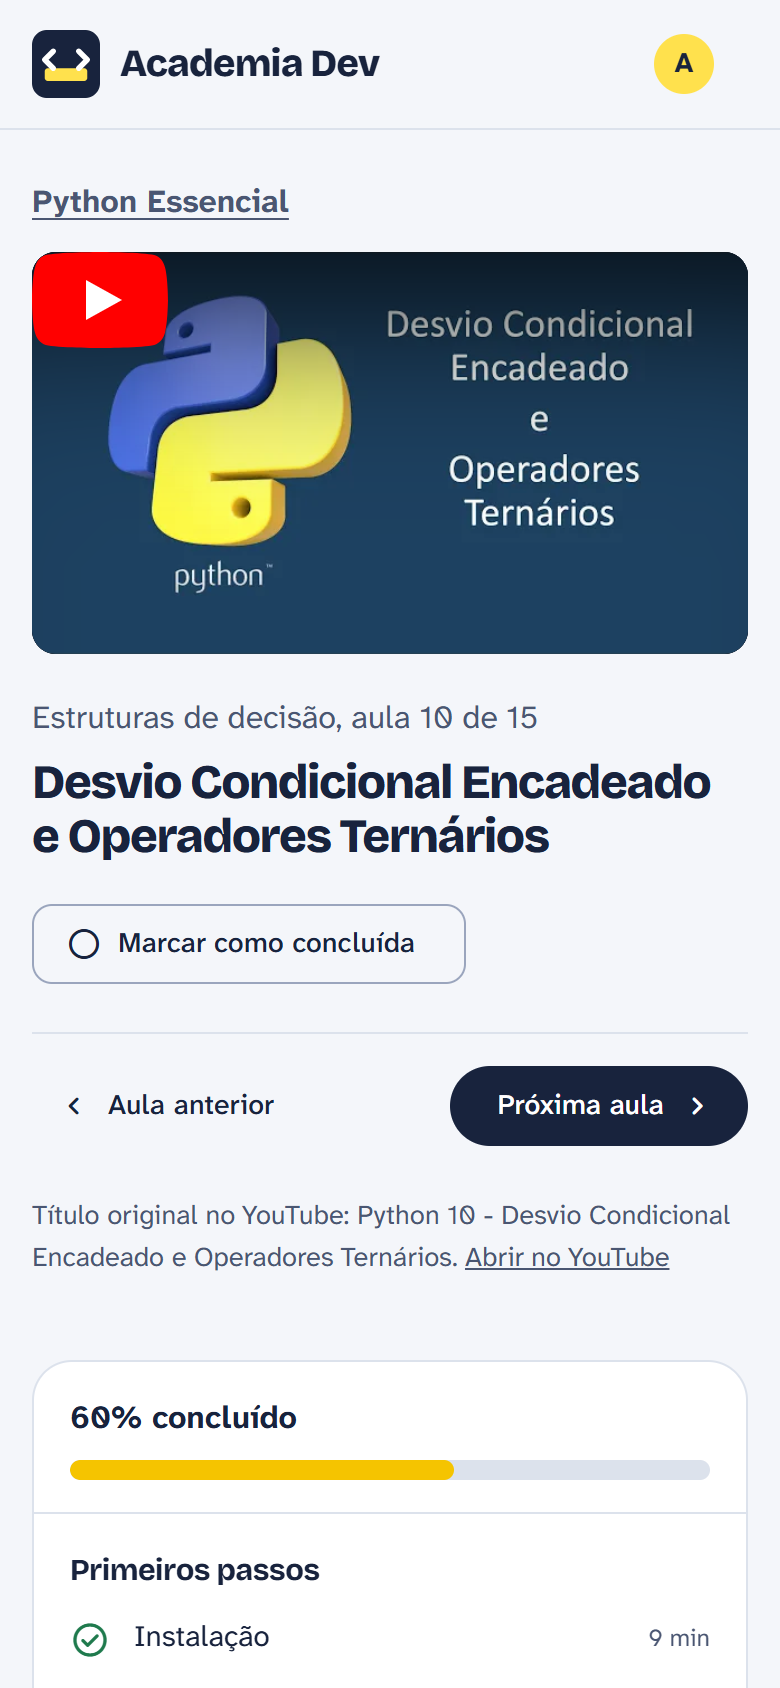 Academia Dev
A
Python Essencial
Desvio Condicional
Encadeado
e
Operadores
Ternários
python™
Estruturas de decisão, aula 10 de 15
Desvio Condicional Encadeado
e Operadores Ternários
Marcar como concluída
Aula anterior
Próxima aula
Título original no YouTube: Python 10 - Desvio Condicional
Encadeado e Operadores Ternários. Abrir no YouTube
60% concluído
Primeiros passos
Instalação 9 min